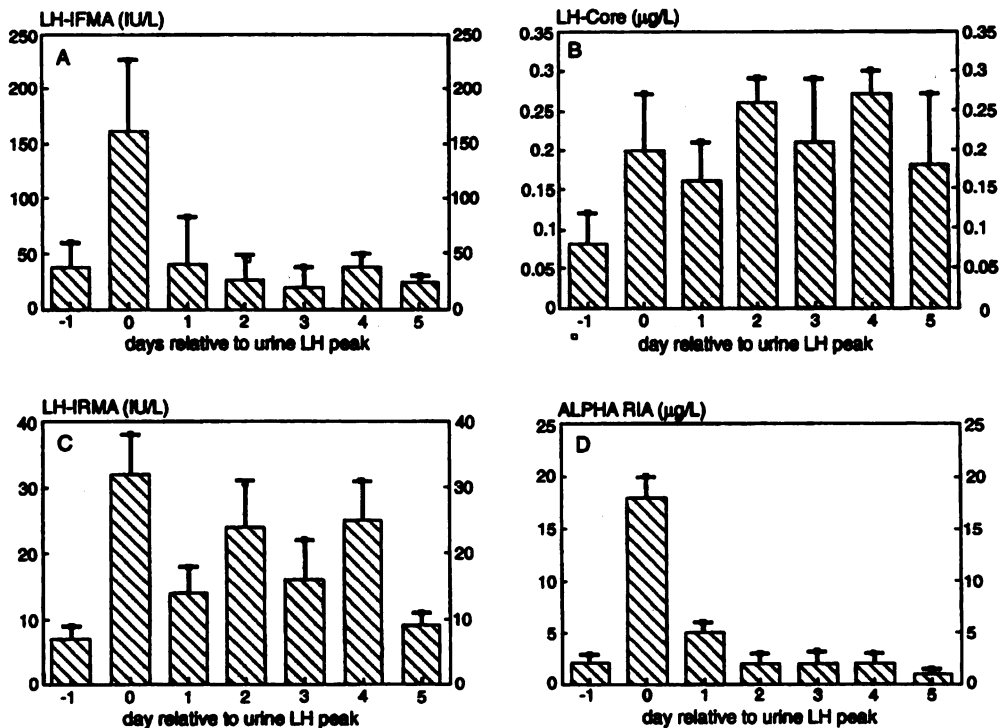 LH-IFMA (IU/L)
A
250 250
200 200
150 150
100 100
50 50
0 0
-1 0 1 2 3 4 5
days relative to urine LH peak
LH-Core (µg/L)
B
0.35 0.35
0.3 0.3
0.25 0.25
0.2 0.2
0.15 0.15
0.1 0.1
0.05 0.05
0 0
-1 0 1 2 3 4 5
day relative to urine LH peak
LH-IRMA (IU/L)
C
40 40
30 30
20 20
10 10
0 0
-1 0 1 2 3 4 5
day relative to urine LH peak
ALPHA RIA (µg/L)
D
25 25
20 20
15 15
10 10
5 5
0 0
-1 0 1 2 3 4 5
day relative to urine LH peak